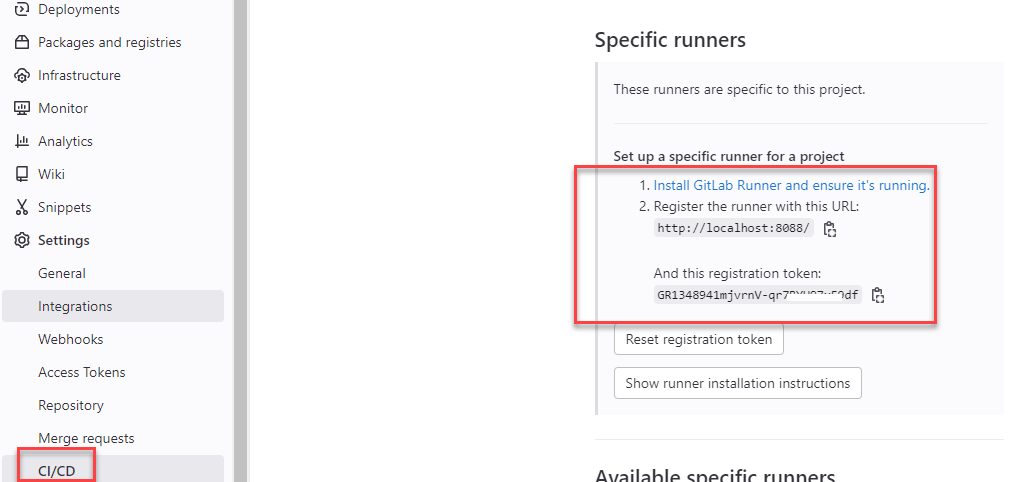 Deployments
Packages and registries
Infrastructure
Monitor
Analytics
Wiki
Snippets
Settings
General
Integrations
Webhooks
Access Tokens
Repository
Merge requests
CI/CD
Specific runners
These runners are specific to this project.
Set up a specific runner for a project
1. Install GitLab Runner and ensure it's running.
2. Register the runner with this URL:
http://localhost:8088/
And this registration token:
Reset registration token
Show runner installation instructions
Available specific runners